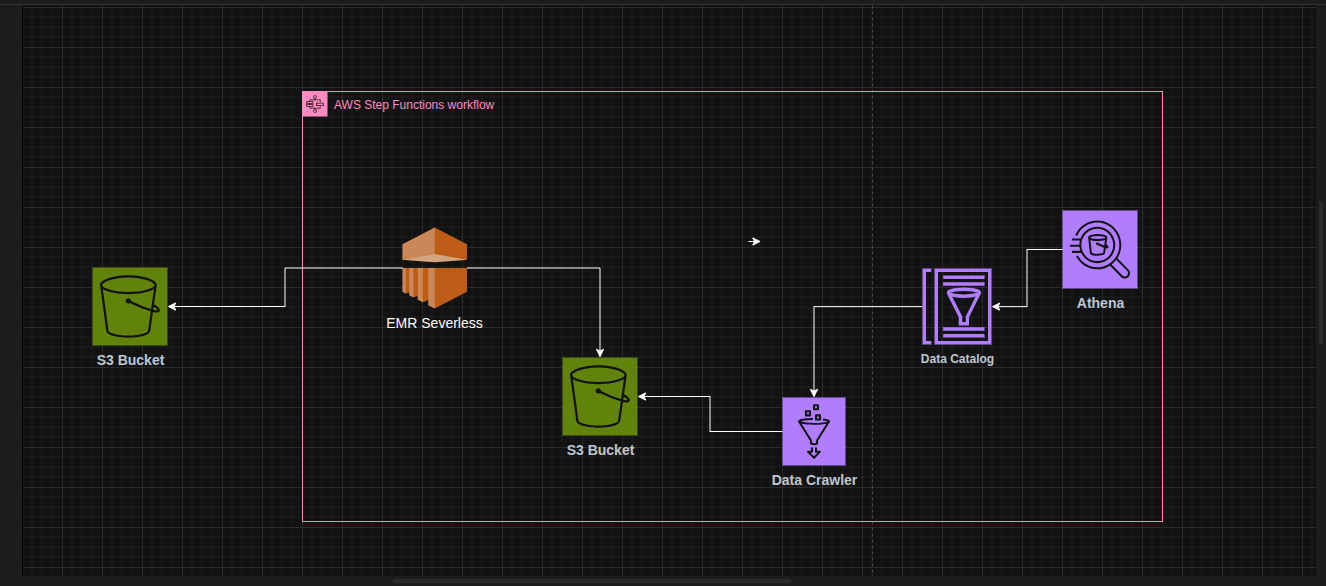 AWS Step Functions workflow
EMR Severless
S3 Bucket
S3 Bucket
Data Crawler
Data Catalog
Athena